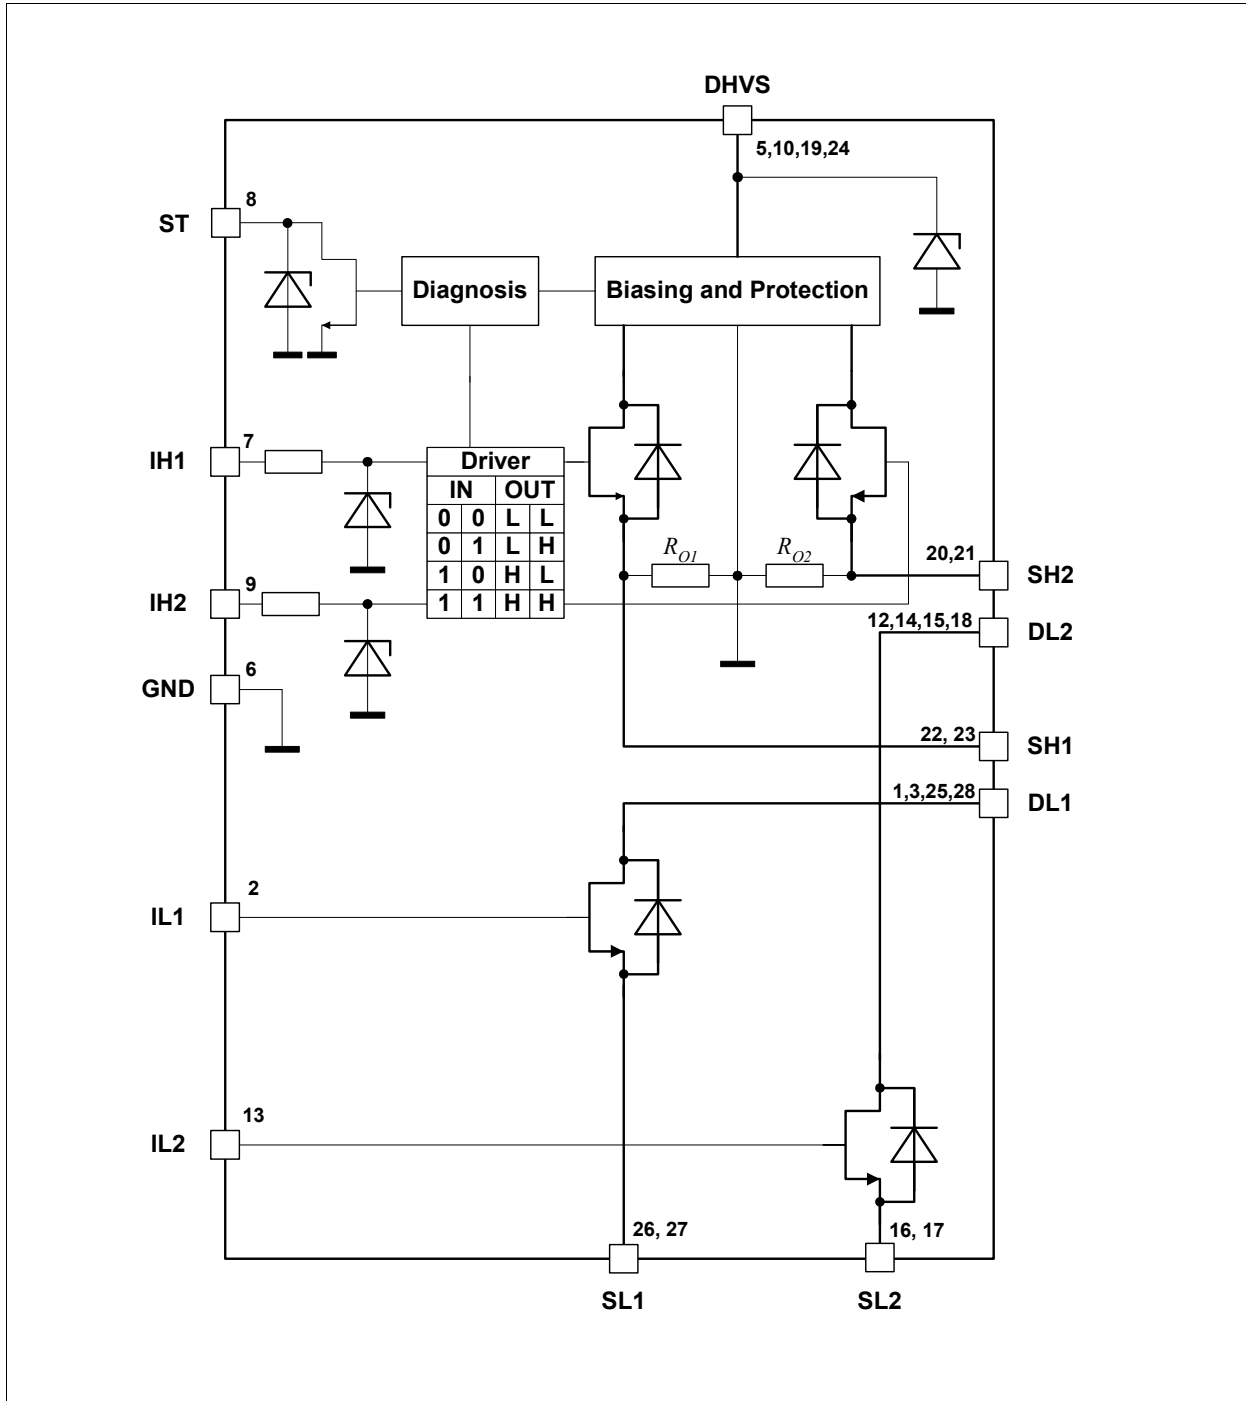 DHVS
5,10,19,24
8
ST
Diagnosis
Biasing and Protection
7
IH1
Driver
IN OUT
0 0 L L
0 1 L H
1 0 H L
1 1 H H
RO1
RO2
20,21
SH2
9
IH2
12,14,15,18
DL2
6
GND
22, 23
SH1
1,3,25,28
DL1
2
IL1
13
IL2
26, 27
16, 17
SL1
SL2